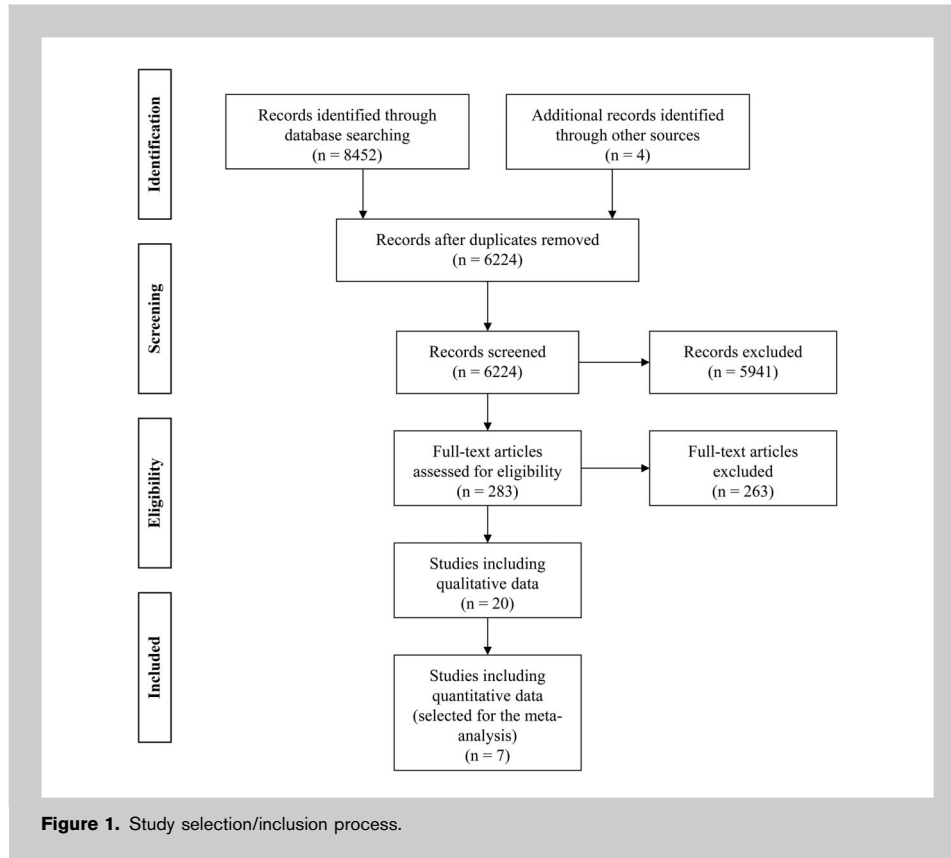 Identification
Records identified through
database searching
(n = 8452)
Additional records identified
through other sources
(n = 4)
Records after duplicates removed
(n = 6224)
Screening
Records screened
(n = 6224)
Records excluded
(n = 5941)
Eligibility
Full-text articles
assessed for eligibility
(n = 283)
Full-text articles
excluded
(n = 263)
Studies including
qualitative data
(n = 20)
Included
Studies including
quantitative data
(selected for the meta-
analysis)
(n = 7)
Figure 1. Study selection/inclusion process.